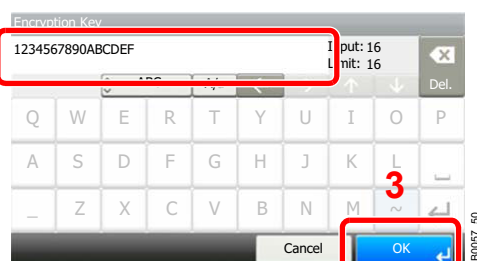 Encryption Key
1234567890ABCDEF
Input: 16
Limit: 16
ABC
A/a
Del.
Q W E R T Y U I O P
A S D F G H J K L
3
_ Z X C V B N M ~
Cancel
OK
B0057_50